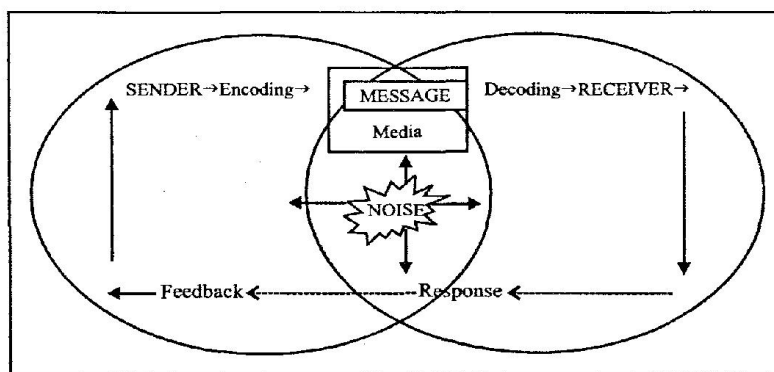 SENDER→Encoding→
MESSAGE
Decoding→RECEIVER→
Media
NOISE
Feedback
Response